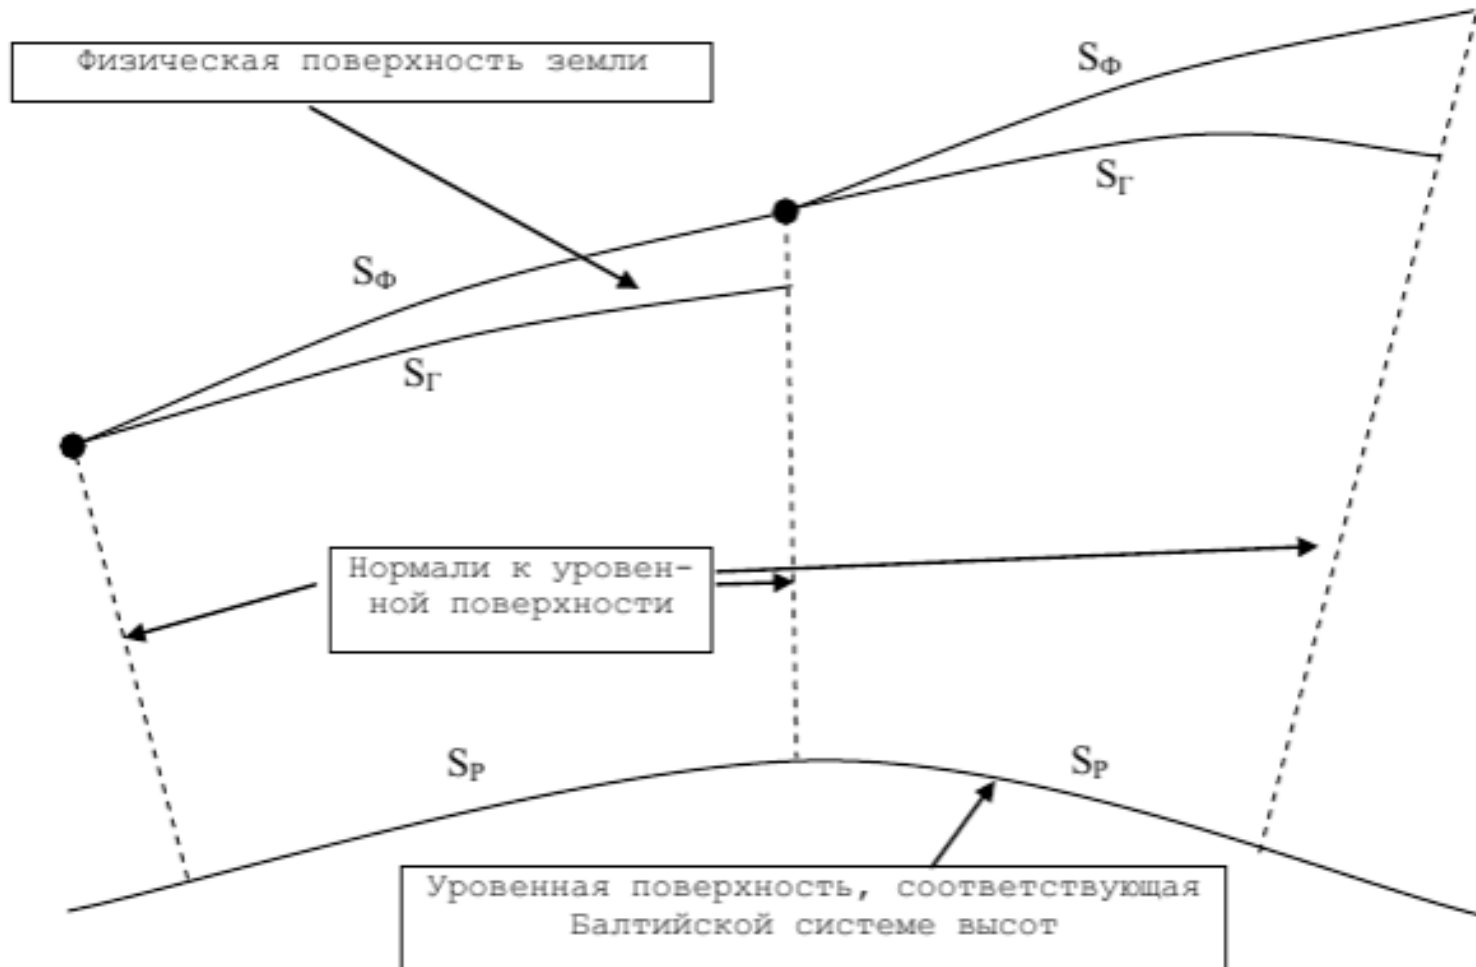 Физическая поверхность земли
SФ
SГ
SФ
SГ
Нормали к уровен-
ной поверхности
SР
SР
Уровенная поверхность, соответствующая
Балтийской системе высот